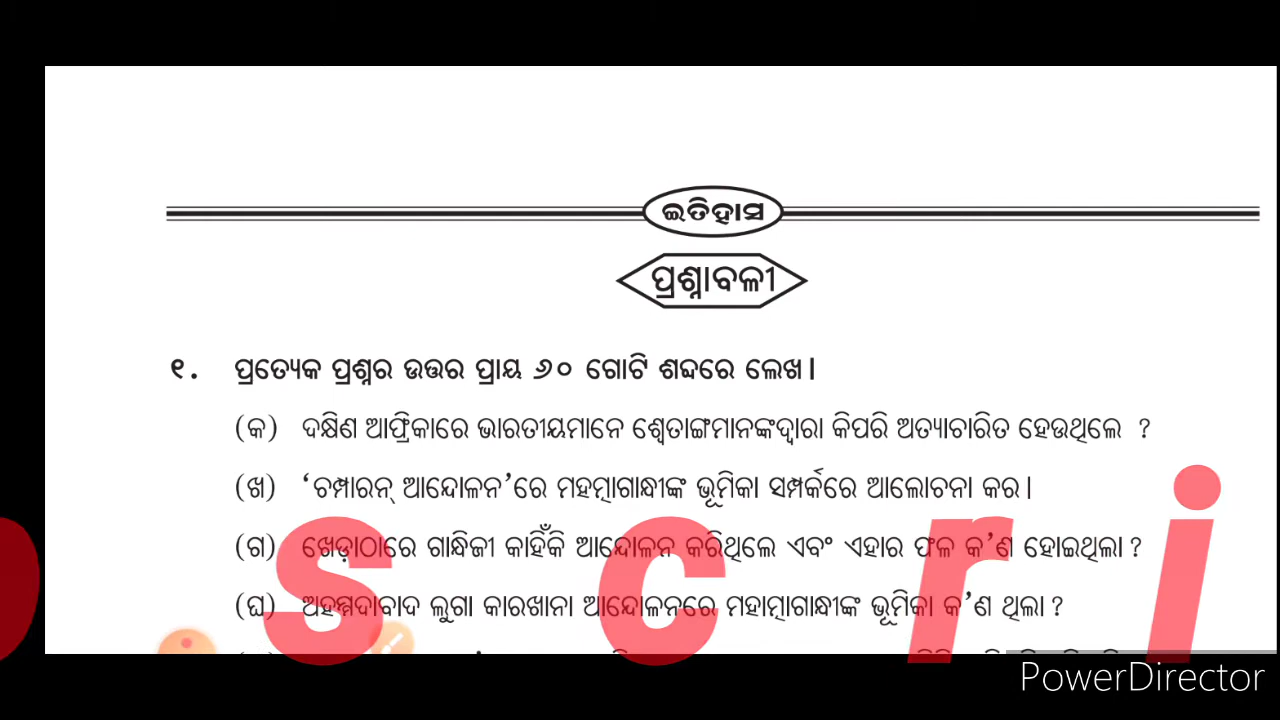 ଇତିହାସ
ପ୍ରଶ୍ନାବଳୀ
୧. ପ୍ରତ୍ୟେକ ପ୍ରଶ୍ନର ଉତ୍ତର ପ୍ରାୟ ୬୦ ଗୋଟି ଶବ୍ଦରେ ଲେଖ।
(କ) ଦକ୍ଷିଣ ଆଫ୍ରିକାରେ ଭାରତୀୟମାନେ ଶ୍ୱେତାଙ୍ଗମାନଙ୍କଦ୍ୱାରା କିପରି ଅତ୍ୟାଚାରିତ ହେଉଥିଲେ ?
(ଖ) ‘ଚମ୍ପାରନ୍ ଆନ୍ଦୋଳନ’ରେ ମହତ୍ମାଗାନ୍ଧୀଙ୍କ ଭୂମିକା ସମ୍ପର୍କରେ ଆଲୋଚନା କର।
(ଗ) ଖେଡ଼ାଠାରେ ଗାନ୍ଧିଜୀ କାହିଁକି ଆନ୍ଦୋଳନ କରିଥିଲେ ଏବଂ ଏହାର ଫଳ କ’ଣ ହୋଇଥିଲା?
(ଘ) ଅହମ୍ମଦାବାଦ ଲୁଗା କାରଖାନା ଆନ୍ଦୋଳନରେ ମହାତ୍ମାଗାନ୍ଧୀଙ୍କ ଭୂମିକା କ’ଣ ଥିଲା?
s c r i
PowerDirector